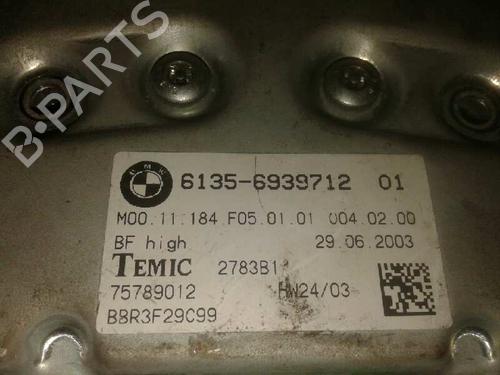 B-PARTS
BMW
6135-6939712 01
M00.11.184.F05.01.01 004.02.00
BF high 29.06.2003
TEMIC 2783B1
75789012 HW24/03
B8R3F29C99